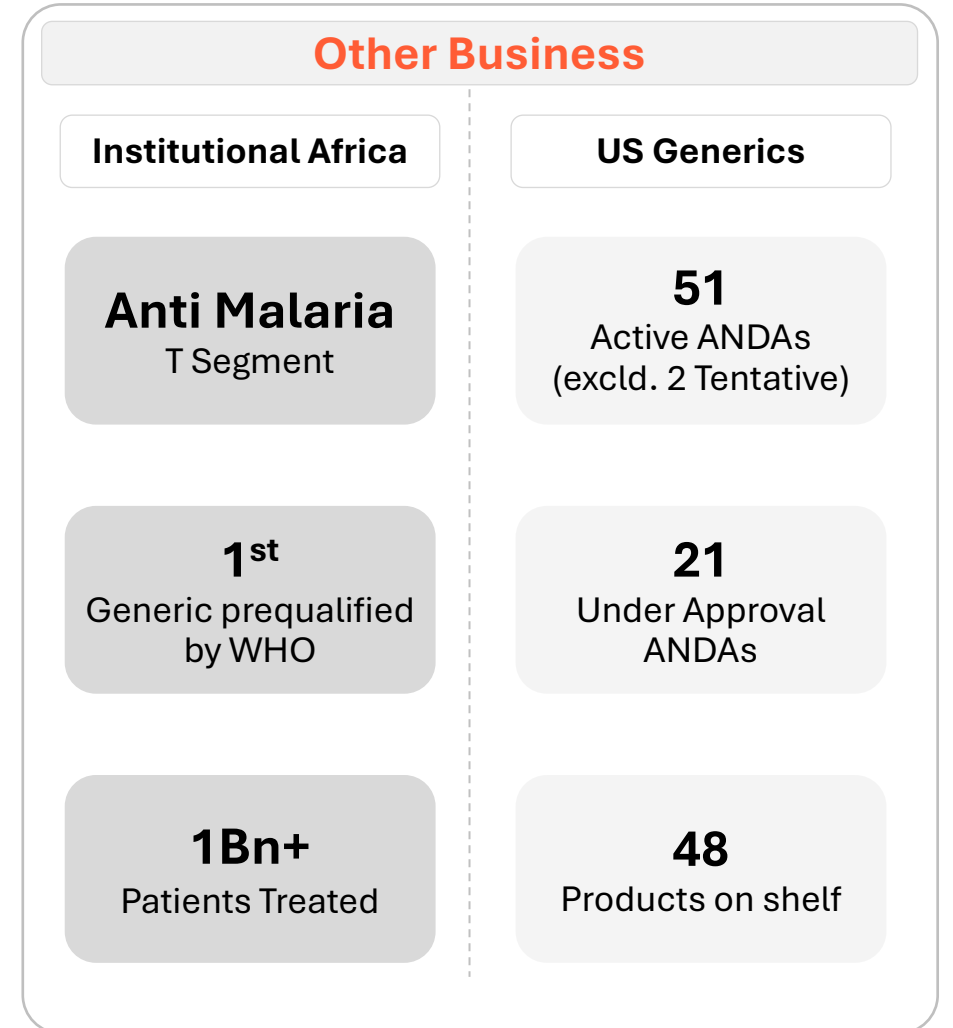 Other Business
Institutional Africa
Anti Malaria
T Segment
1st
Generic prequalified
by WHO
1Bn+
Patients Treated
US Generics
51
Active ANDAs
(excld. 2 Tentative)
21
Under Approval
ANDAs
48
Products on shelf